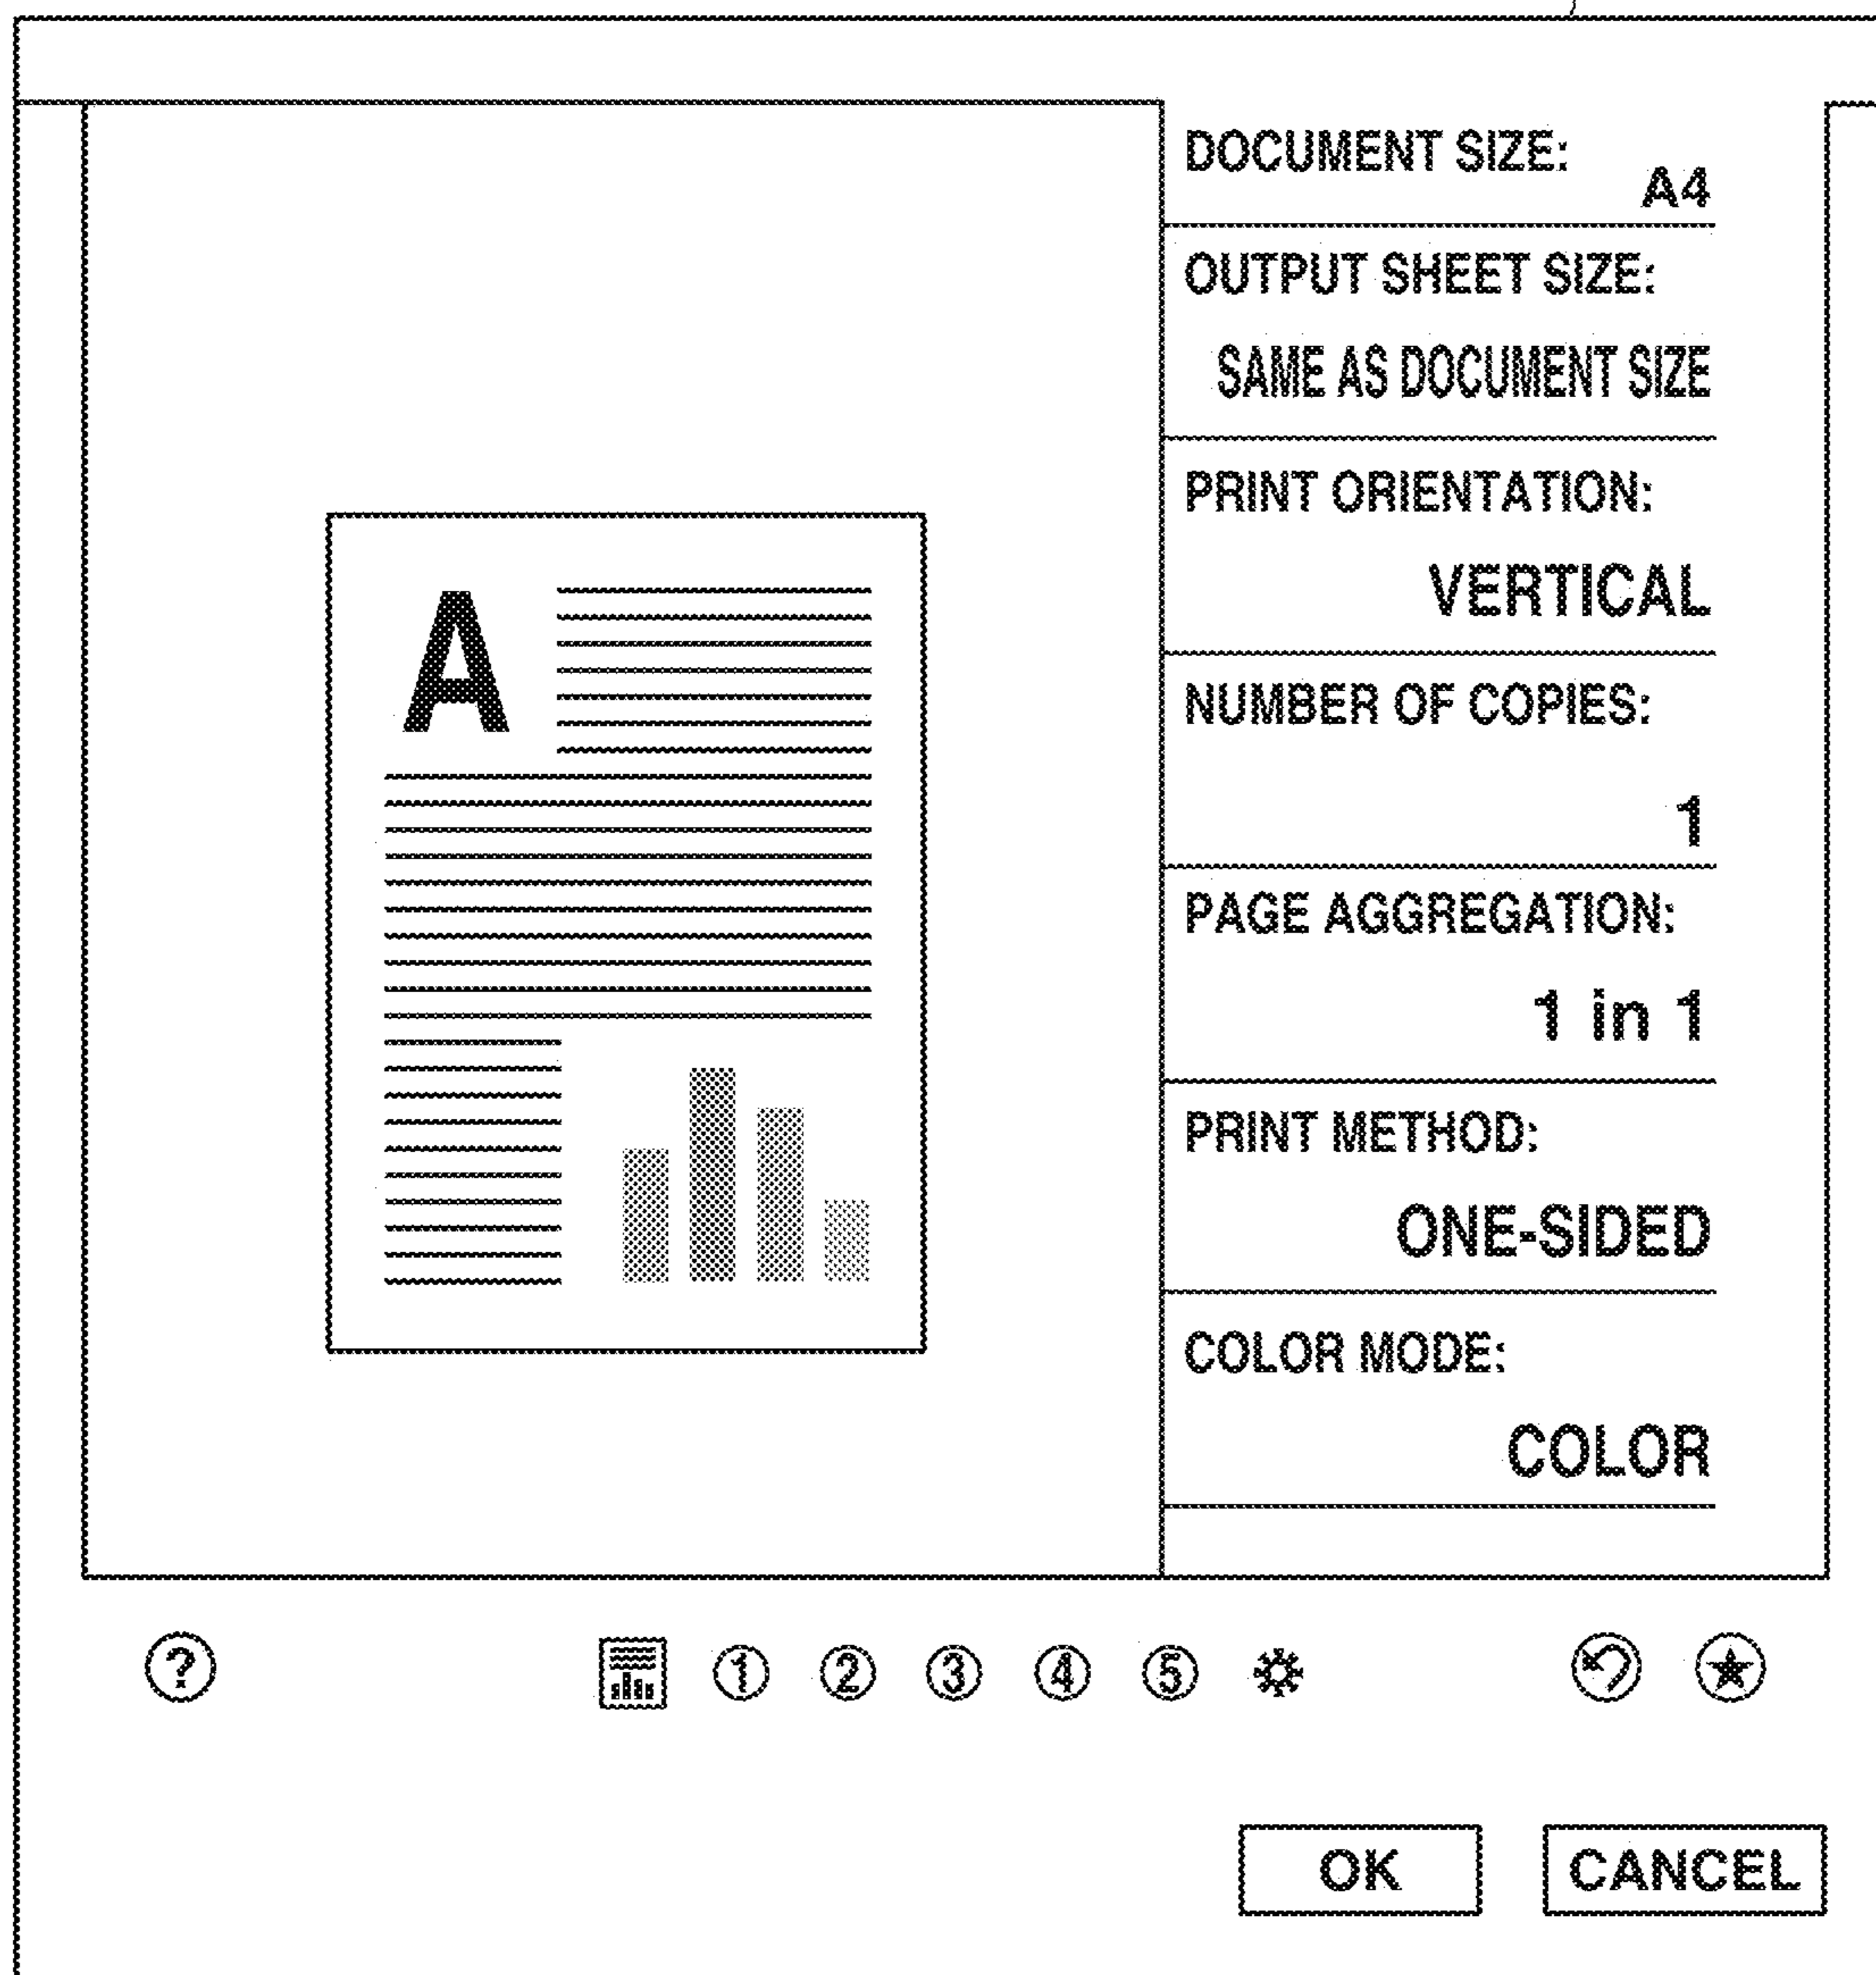 DOCUMENT SIZE:
A4
OUTPUT SHEET SIZE:
SAME AS DOCUMENT SIZE
PRINT ORIENTATION:
VERTICAL
A
NUMBER OF COPIES:
1
PAGE AGGREGATION:
1 in 1
PRINT METHOD:
ONE-SIDED
COLOR MODE:
COLOR
? ① ② ③ ④ ⑤
OK CANCEL